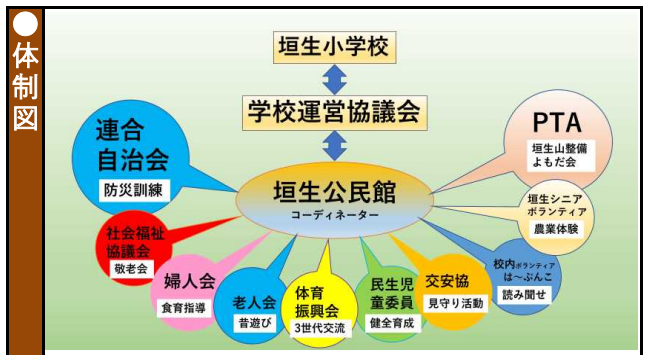 ●体制図
垣生小学校
学校運営協議会
垣生公民館
コーディネーター
連合
自治会
防災訓練
社会福祉
協議会
敬老会
婦人会
食育指導
老人会
昔遊び
体育
振興会
3世代交流
民生児
童委員
健全育成
交安協
見守り活動
校内ボランティア
は～ぶんこ
読み聞せ
垣生シニア
ボランティア
農業体験
PTA
垣生山整備
よもだ会